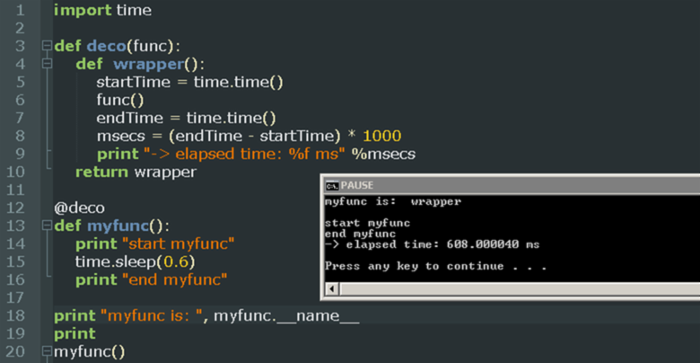 1 import time
2
3 def deco(func):
4     def  wrapper():
5         startTime = time.time()
6         func()
7         endTime = time.time()
8         msecs = (endTime - startTime) * 1000
9         print "-> elapsed time: %f ms" %msecs
10     return wrapper
11
12 @deco
13 def myfunc():
14     print "start myfunc"
15     time.sleep(0.6)
16     print "end myfunc"
17
18 print "myfunc is: ", myfunc.__name__
19 print
20 myfunc()
C:\. PAUSE
myfunc is:  wrapper
start myfunc
end myfunc
-> elapsed time: 608.000040 ms
Press any key to continue . . .